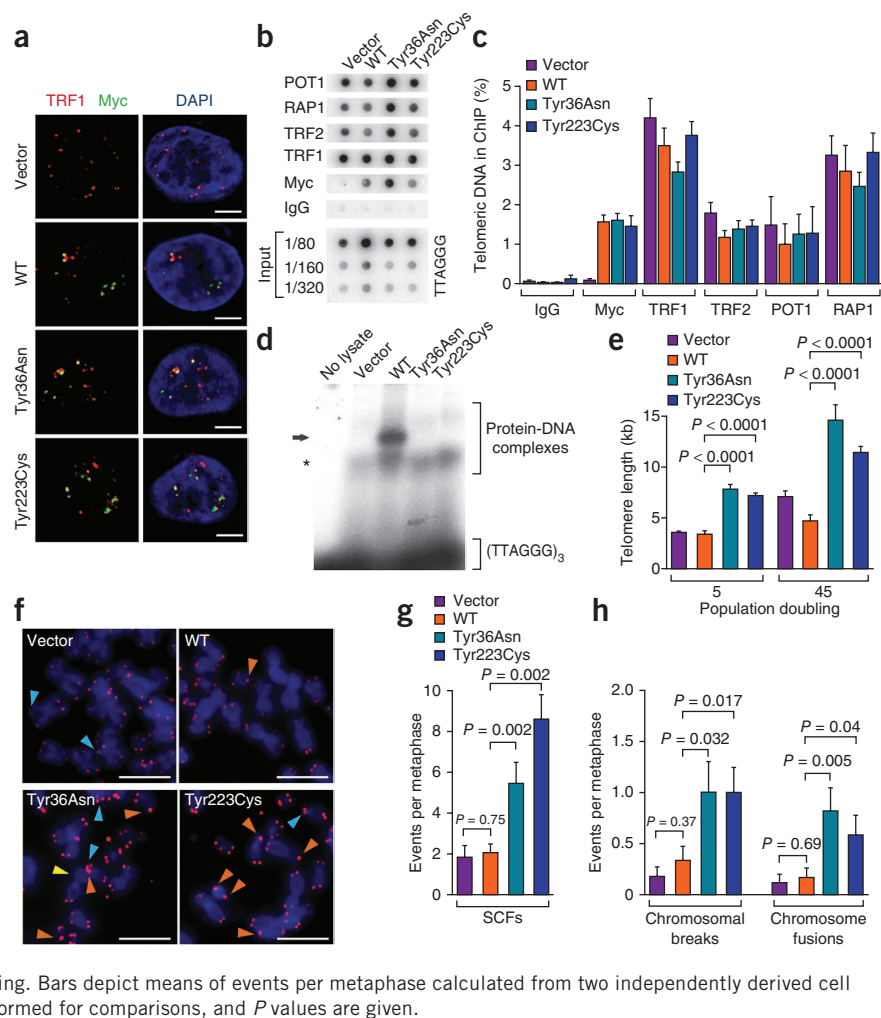 a
TRF1 Myc DAPI
Vector
WT
Tyr36Asn
Tyr223Cys
b
Vector
WT
Tyr36Asn
Tyr223Cys
POT1
RAP1
TRF2
TRF1
Myc
IgG
Input
1/80
1/160
1/320
TTAGGG
c
Vector
WT
Tyr36Asn
Tyr223Cys
Telomeric DNA in ChIP (%)
5
4
3
2
1
0
IgG Myc TRF1 TRF2 POT1 RAP1
d
No lysate
Vector
WT
Tyr36Asn
Tyr223Cys
*
Protein-DNA
complexes
(TTAGGG)3
e
Vector
WT
Tyr36Asn
Tyr223Cys
P < 0.0001
P < 0.0001
P < 0.0001
P < 0.0001
Telomere length (kb)
15
10
5
0
5 45
Population doubling
f
Vector
WT
Tyr36Asn
Tyr223Cys
g
Vector
WT
Tyr36Asn
Tyr223Cys
P = 0.002
P = 0.002
P = 0.75
Events per metaphase
10
8
6
4
2
0
SCFs
h
P = 0.017
P = 0.032
P = 0.37
P = 0.04
P = 0.005
P = 0.69
Events per metaphase
2.0
1.5
1.0
0.5
0
Chromosomal
breaks
Chromosome
fusions
ing. Bars depict means of events per metaphase calculated from two independently derived cell
ormed for comparisons, and P values are given.